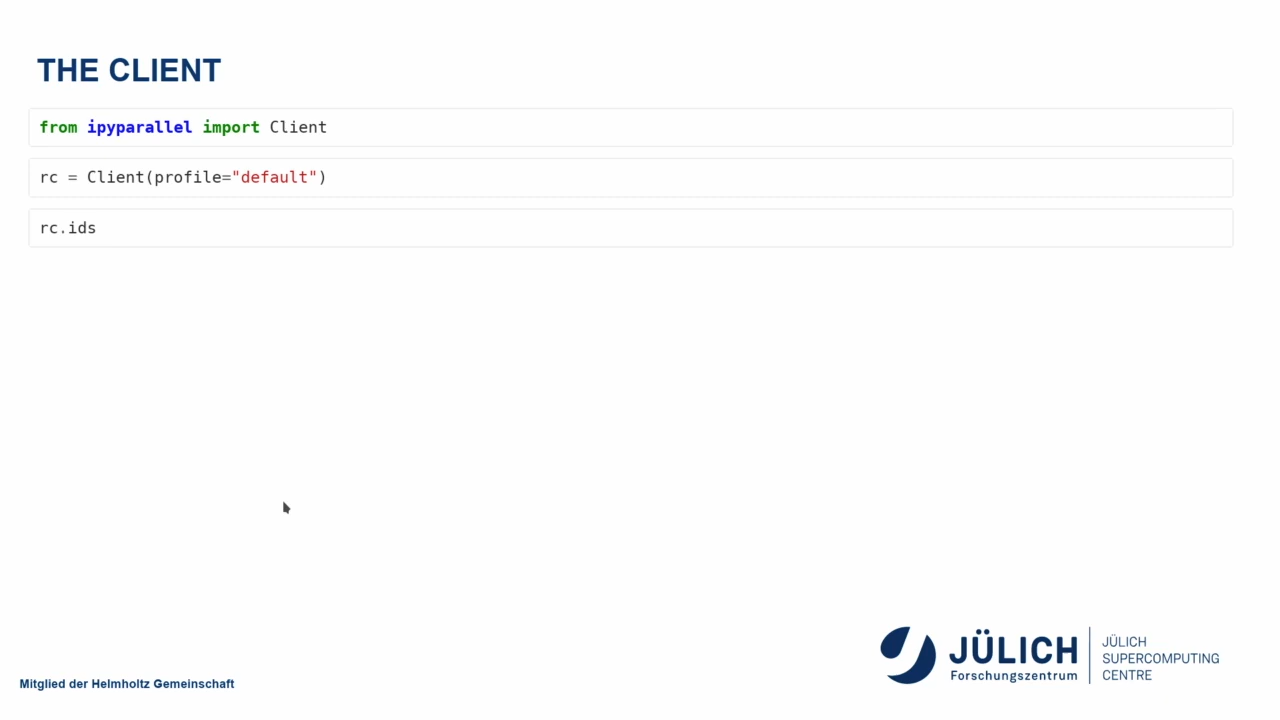 THE CLIENT
from ipyparallel import Client
rc = Client(profile="default")
rc.ids
JÜLICH
Forschungszentrum
JÜLICH
SUPERCOMPUTING
CENTRE
Mitglied der Helmholtz Gemeinschaft